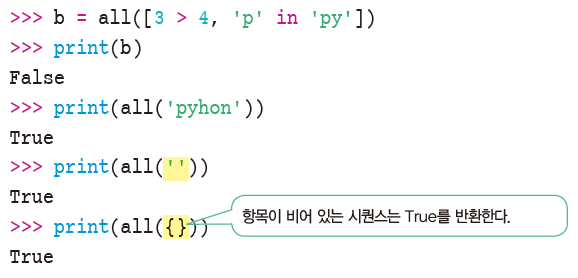 >>> b = all([3 > 4, 'p' in 'py'])
>>> print(b)
False
>>> print(all('pyhon'))
True
>>> print(all(''))
True
>>> print(all({}))
항목이 비어 있는 시퀀스는 True를 반환한다.
True